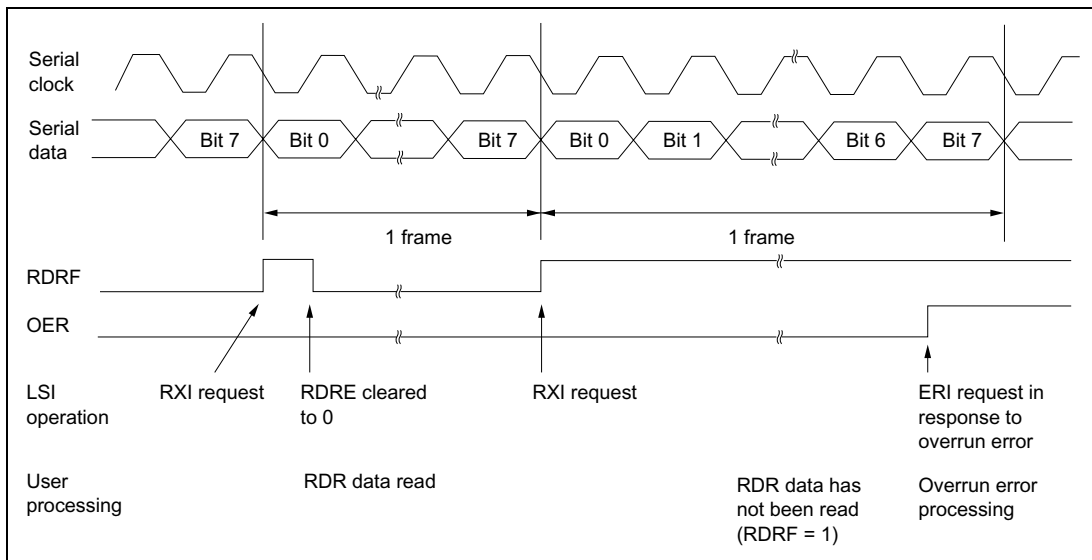 Serial
clock
Serial
data
Bit 7
Bit 0
Bit 7
Bit 0
Bit 1
Bit 6
Bit 7
1 frame
1 frame
RDRF
OER
LSI
operation
RXI request
RDRE cleared
to 0
RXI request
ERI request in
response to
overrun error
User
processing
RDR data read
RDR data has
not been read
(RDRF = 1)
Overrun error
processing